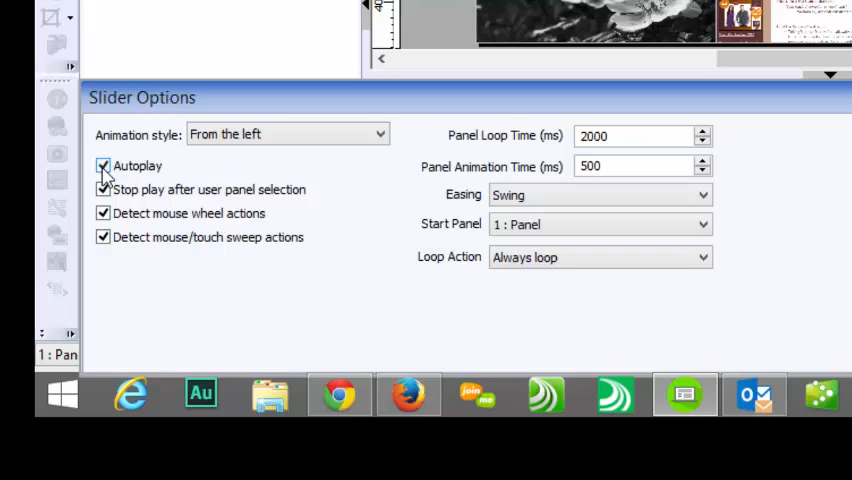 Slider Options
Animation style: From the left
Autoplay
Stop play after user panel selection
Detect mouse wheel actions
Detect mouse/touch sweep actions
Panel Loop Time (ms) 2000
Panel Animation Time (ms) 500
Easing Swing
Start Panel 1 : Panel
Loop Action Always loop
1 : Pan
Au
join
me